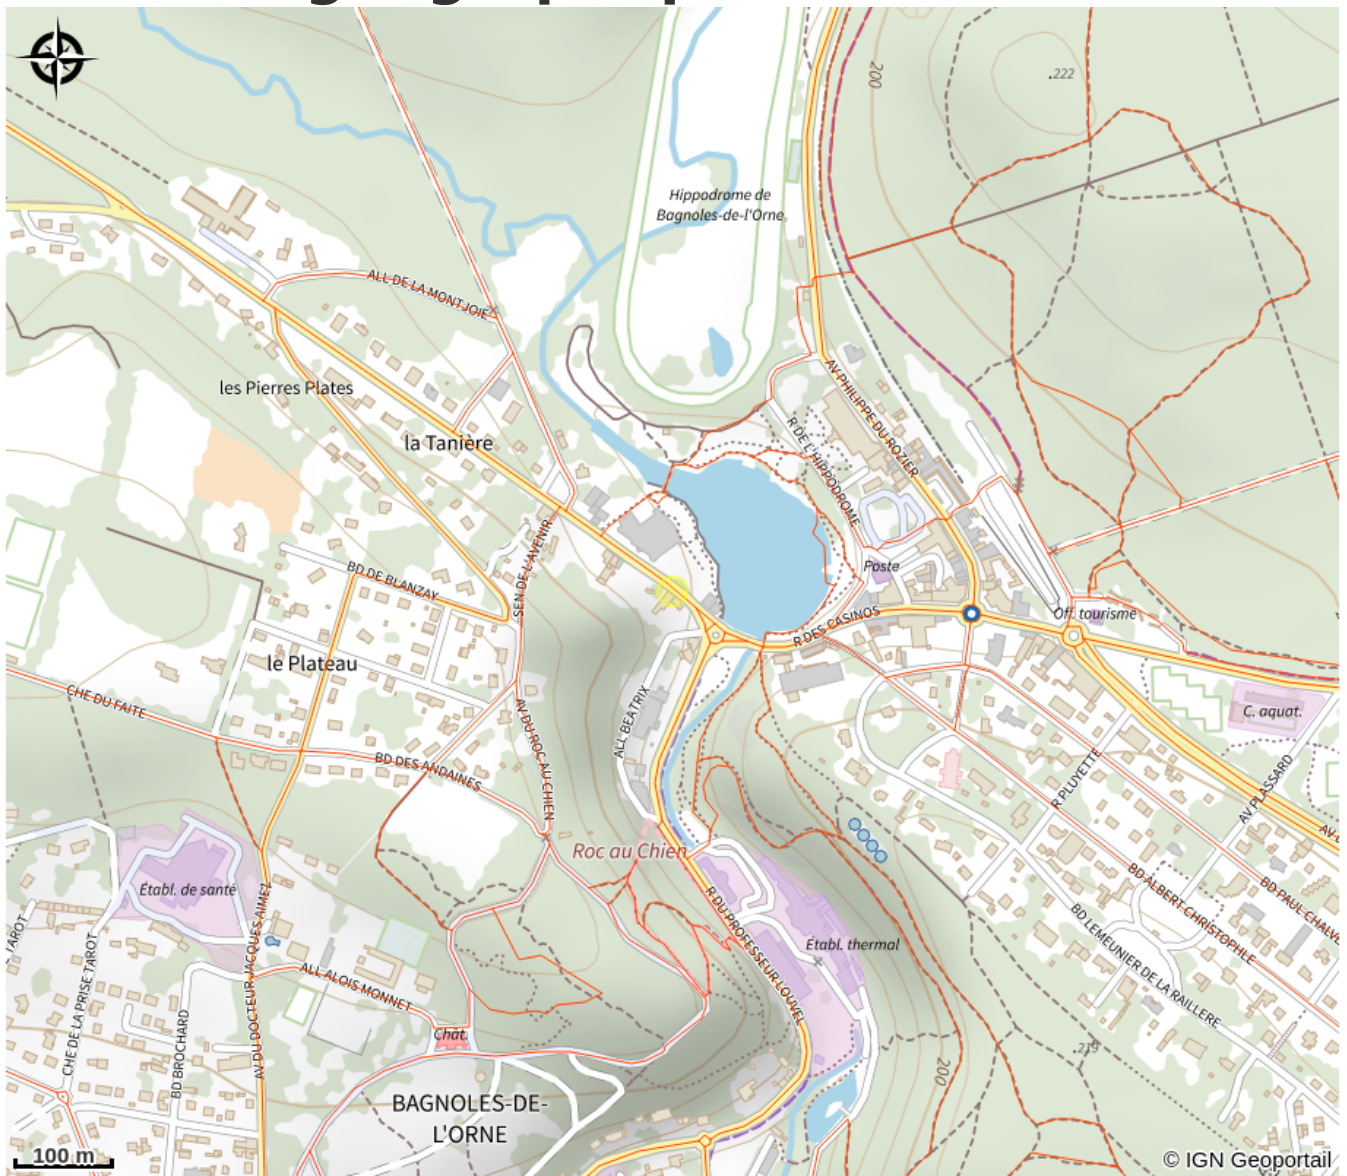 200
.222
Hippodrome de
Bagnoles-de-l'Orne
ALL DE LA MONTJOIE
AV PHILIPPE DU ROZIER
les Pierres Plates
la Tanière
R DE L'HIPPODROME
SEN DE L'AVENIR
Poste
BD DE BLANZAY
R DES CASINOS
Off. tourisme
le Plateau
CHE DU FAITE
ALL BEATRIX
AV DU ROC AU CHIEN
C. aquat.
BD DES ANDAINES
R PLUYETTE
AV PLASSARD
Roc au Chien
Établ. de santé
R DU PROFESSEUR LOUVEL
BD ALBERT CHRISTOPHLE
BD PAUL CHALVE
BD LEMEUNIER DE LA RAILLERE
Établ. thermal
AV DU DOCTEUR JACQUES AIMEZ
CHE DE LA PRISE TAROT
TAROT
ALL ALOIS MONNET
Chât.
BD BROCHARD
.219
200
BAGNOLES-DE-
L'ORNE
100 m
© IGN Geoportail